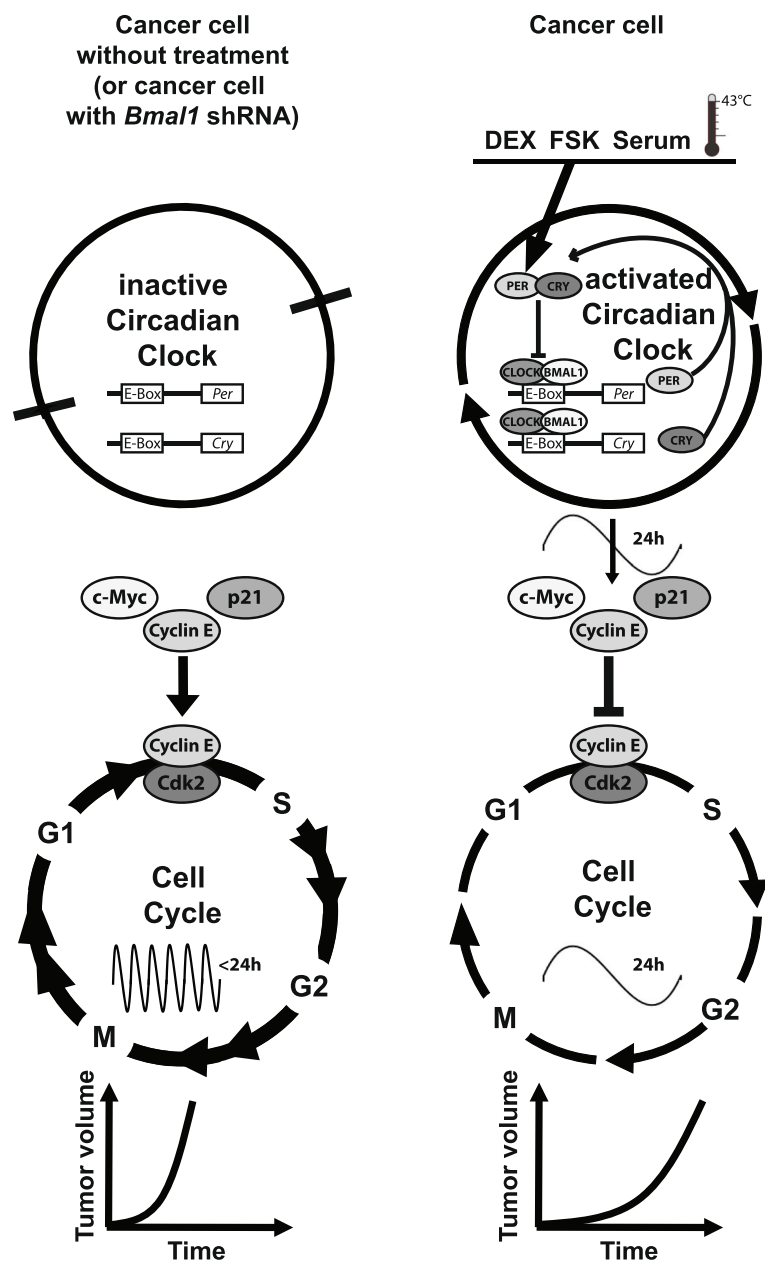 Cancer cell
without treatment
(or cancer cell
with Bmal1 shRNA)
inactive
Circadian
Clock
E-Box Per
E-Box Cry
c-Myc p21
Cyclin E
Cyclin E
Cdk2
G1 S
Cell
Cycle
<24h
G2
M
Tumor volume
Time
Cancer cell
43°C
DEX FSK Serum
PER CRY
activated
Circadian
Clock
CLOCK BMAL1
PER
E-Box Per
CLOCK BMAL1
E-Box Cry
CRY
24h
c-Myc p21
Cyclin E
Cyclin E
Cdk2
G1 S
Cell
Cycle
24h
G2
M
Tumor volume
Time